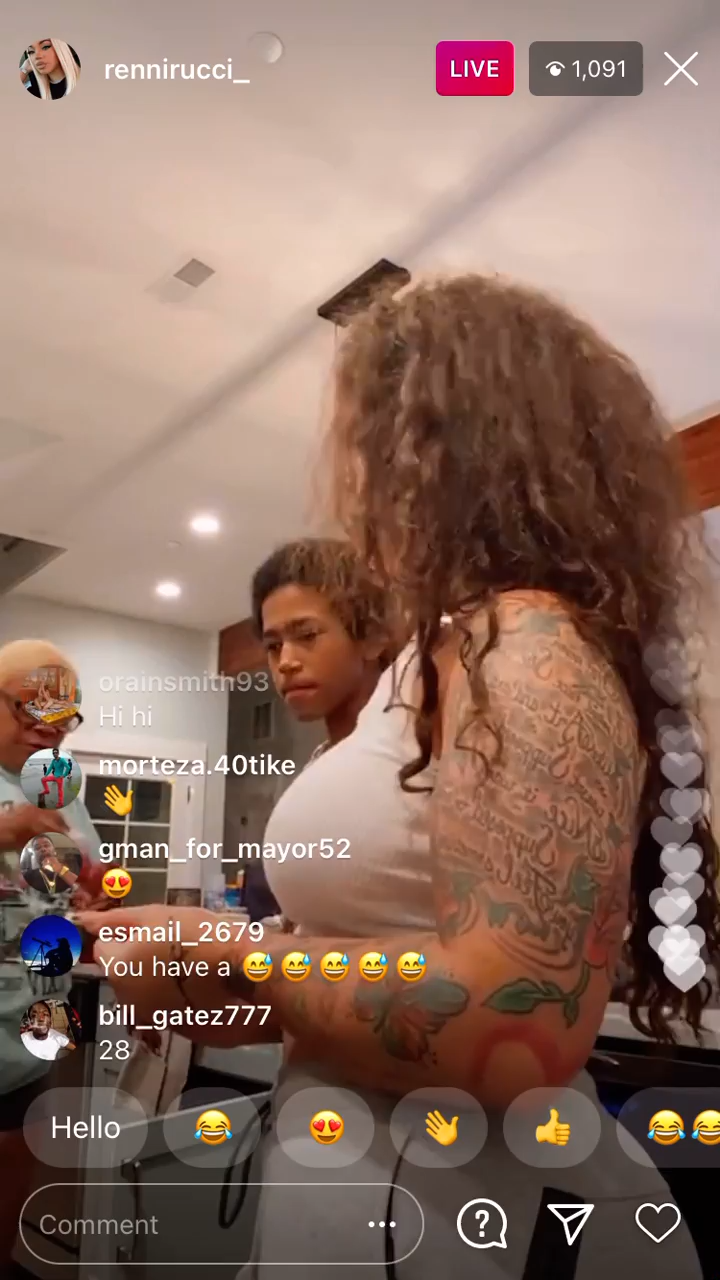 rennirucci_
LIVE
1,091
orainsmith93
Hi hi
morteza.40tike
👋
gman_for_mayor52
😍
esmail_2679
You have a 😅😅😅😅😅
bill_gatez777
28
Hello 😂 😍 👋 👍 😂😂
Comment